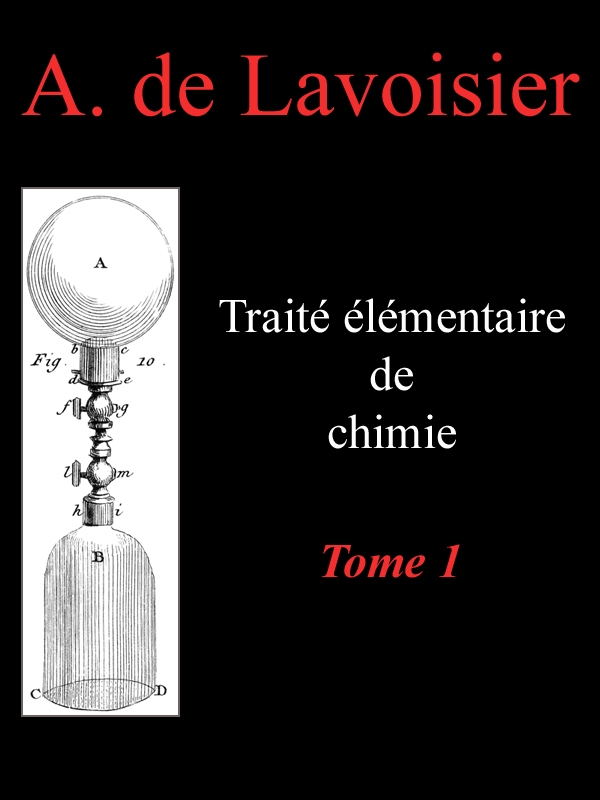 A. de Lavoisier
A
Fig. 10.
b c
d e
f g
l m
h i
B
C D
Traité élémentaire
de
chimie
Tome 1